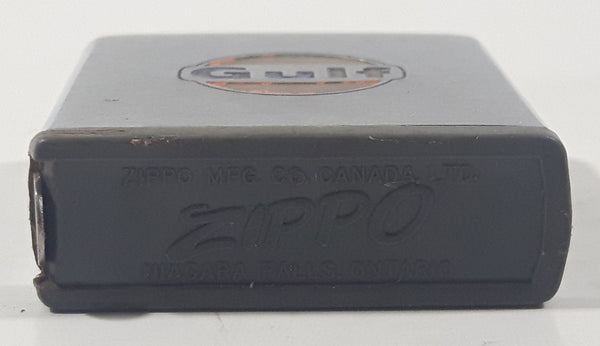 Gulf
ZIPPO MFG. CO. CANADA, LTD.
ZIPPO
NIAGARA FALLS, ONTARIO